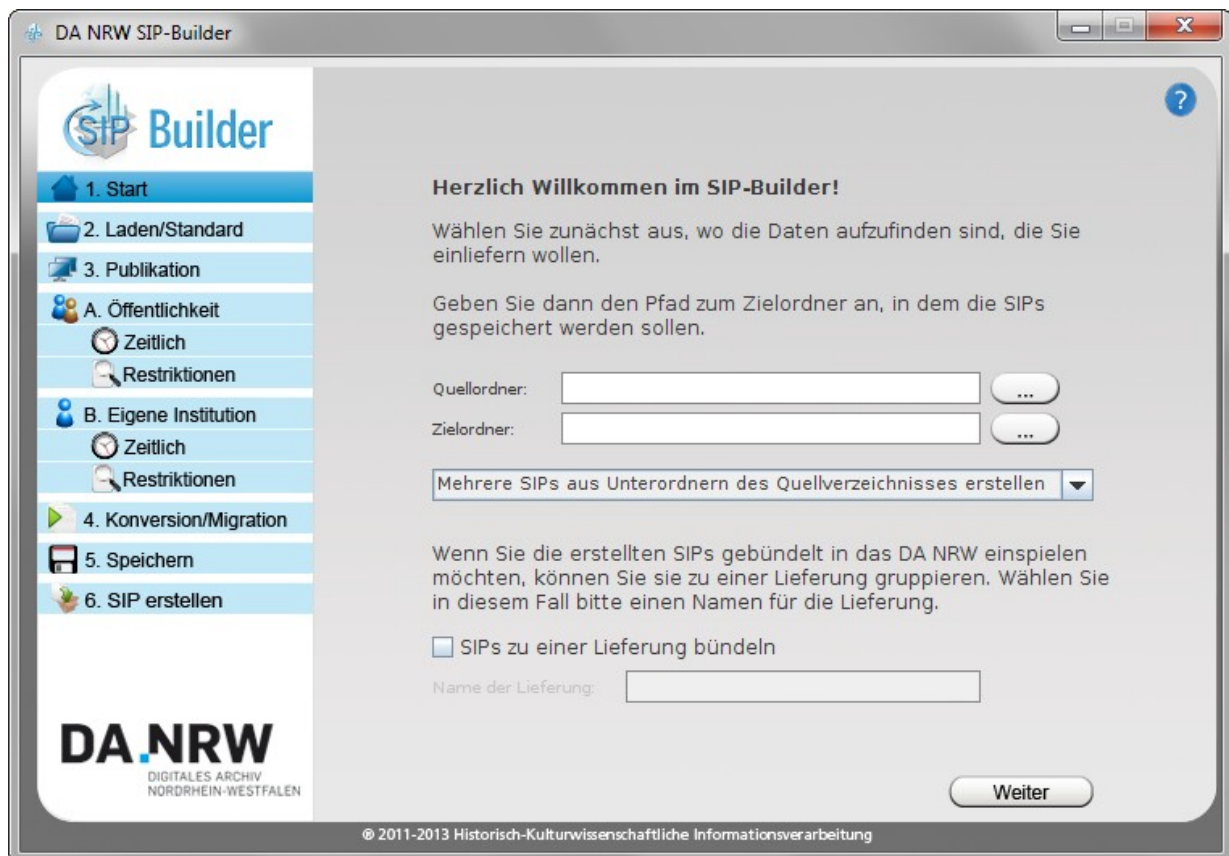 DA NRW SIP-Builder
SIP Builder
1. Start
2. Laden/Standard
3. Publikation
A. Öffentlichkeit
Zeitlich
Restriktionen
B. Eigene Institution
Zeitlich
Restriktionen
4. Konversion/Migration
5. Speichern
6. SIP erstellen
DA.NRW
DIGITALES ARCHIV
NORDRHEIN-WESTFALEN
?
Herzlich Willkommen im SIP-Builder!
Wählen Sie zunächst aus, wo die Daten aufzufinden sind, die Sie
einliefern wollen.
Geben Sie dann den Pfad zum Zielordner an, in dem die SIPs
gespeichert werden sollen.
Quellordner:
...
Zielordner:
...
Mehrere SIPs aus Unterordnern des Quellverzeichnisses erstellen
Wenn Sie die erstellten SIPs gebündelt in das DA NRW einspielen
möchten, können Sie sie zu einer Lieferung gruppieren. Wählen Sie
in diesem Fall bitte einen Namen für die Lieferung.
SIPs zu einer Lieferung bündeln
Name der Lieferung:
Weiter
® 2011-2013 Historisch-Kulturwissenschaftliche Informationsverarbeitung